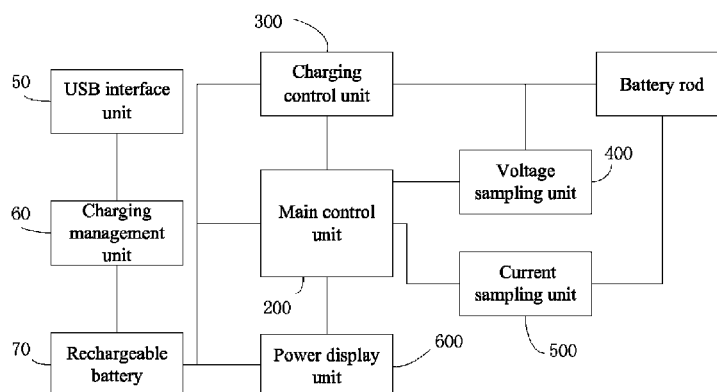 300
50
USB interface
unit
Charging
control unit
Battery rod
400
Voltage
sampling unit
60
Charging
management
unit
Main control
unit
200
Current
sampling unit
500
70
Rechargeable
battery
Power display
unit
600